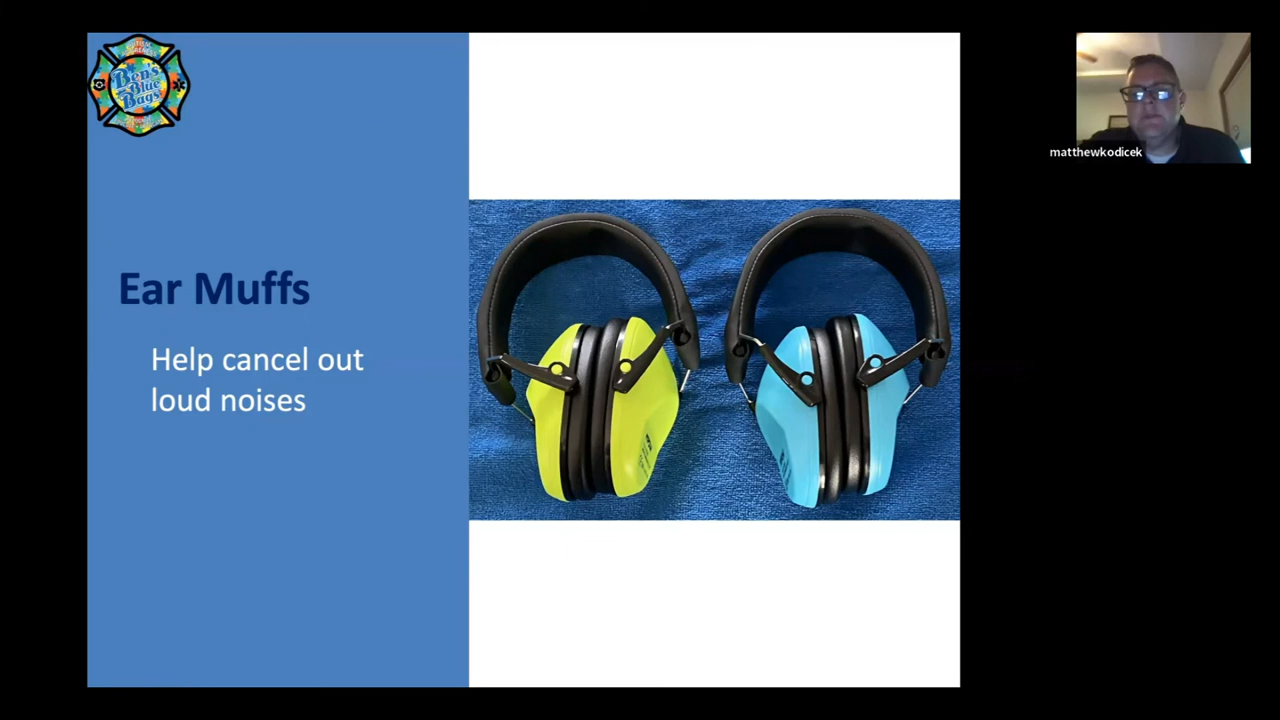 Ben's
Blue
Bags
Ear Muffs
Help cancel out
loud noises
matthewkodicek